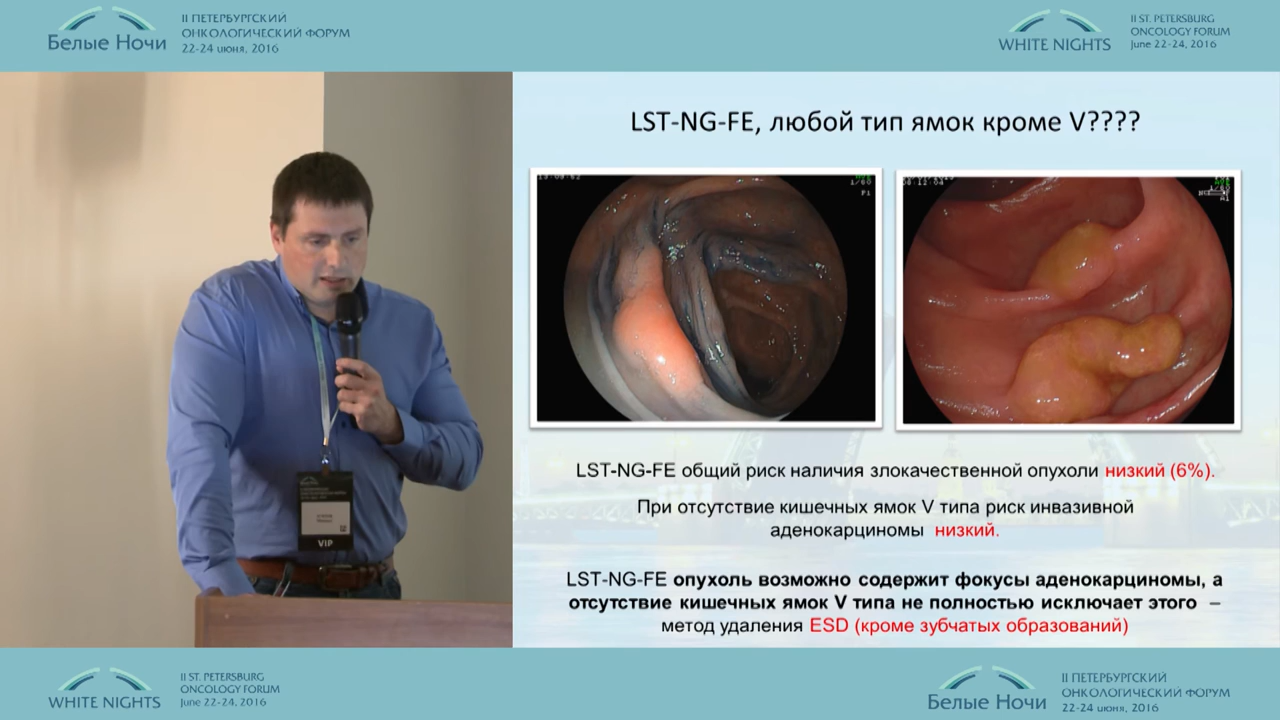 Белые Ночи
II ПЕТЕРБУРГСКИЙ
ОНКОЛОГИЧЕСКИЙ ФОРУМ
22-24 июня, 2016
WHITE NIGHTS
II ST. PETERSBURG
ONCOLOGY FORUM
June 22-24, 2016
LST-NG-FE, любой тип ямок кроме V????
1/60
1/60
LST-NG-FE общий риск наличия злокачественной опухоли низкий (6%).
При отсутствие кишечных ямок V типа риск инвазивной
аденокарциномы низкий.
LST-NG-FE опухоль возможно содержит фокусы аденокарциномы, а
отсутствие кишечных ямок V типа не полностью исключает этого –
метод удаления ESD (кроме зубчатых образований)
VIP
WHITE NIGHTS
II ST. PETERSBURG
ONCOLOGY FORUM
June 22-24, 2016
Белые Ночи
II ПЕТЕРБУРГСКИЙ
ОНКОЛОГИЧЕСКИЙ ФОРУМ
22-24 июня, 2016